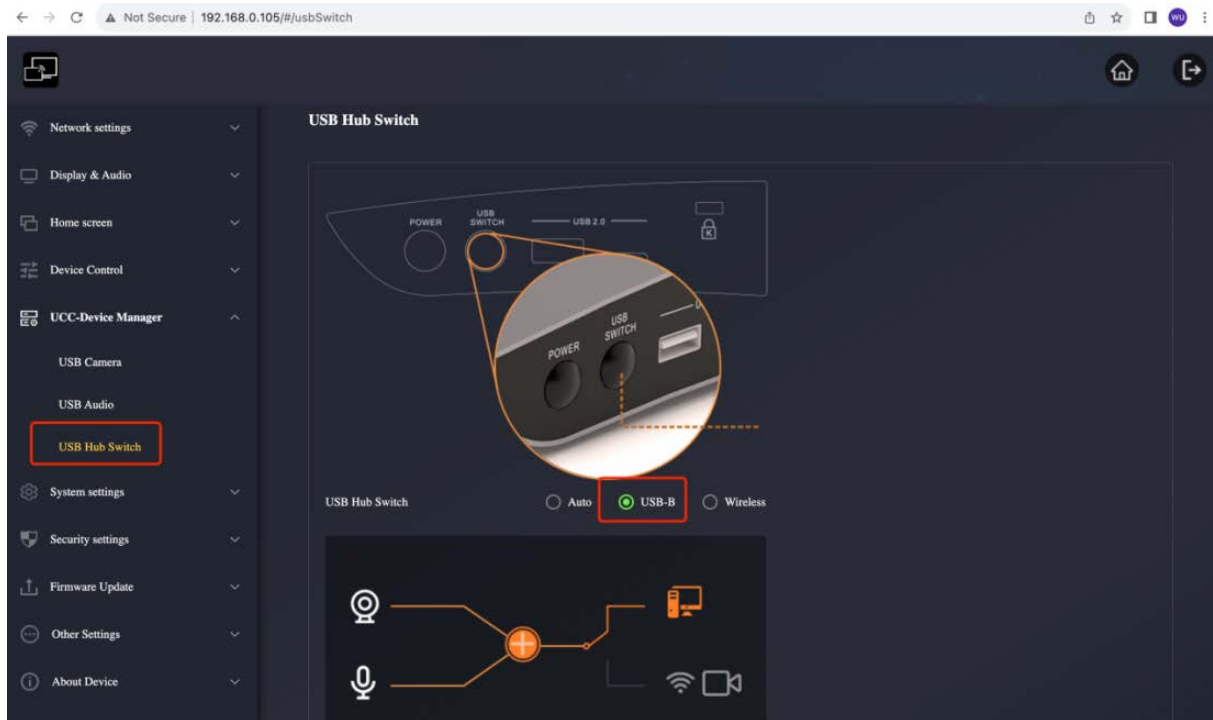 Not Secure | 192.168.0.105/#/usbSwitch
WU
Network settings
Display & Audio
Home screen
Device Control
UCC-Device Manager
USB Camera
USB Audio
USB Hub Switch
System settings
Security settings
Firmware Update
Other Settings
About Device
USB Hub Switch
POWER
USB
SWITCH
USB 2.0
K
POWER
USB
SWITCH
USB Hub Switch
Auto
USB-B
Wireless